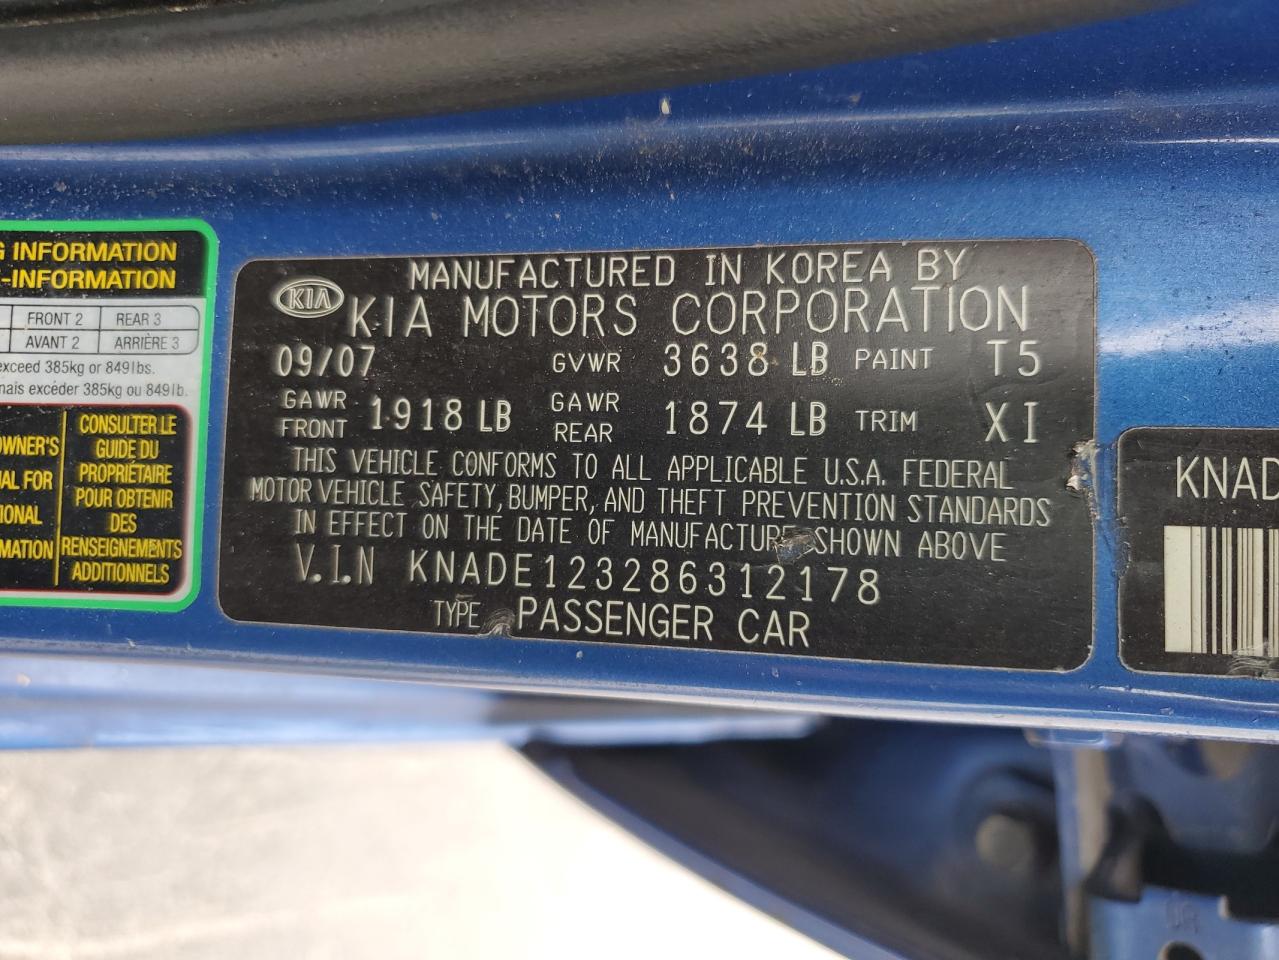 G INFORMATION
-INFORMATION
FRONT 2 REAR 3
AVANT 2 ARRIÈRE 3
exceed 385kg or 849lbs.
mais excéder 385kg ou 849lb.
OWNER'S
FOR
MATION
CONSULTER LE
GUIDE DU
PROPRIÉTAIRE
POUR OBTENIR
DES
RENSEIGNEMENTS
ADDITIONNELS
MANUFACTURED IN KOREA BY
KIA KIA MOTORS CORPORATION
09/07 GVWR 3638 LB PAINT T5
GAWR FRONT 1918 LB GAWR REAR 1874 LB TRIM XI
THIS VEHICLE CONFORMS TO ALL APPLICABLE U.S.A. FEDERAL
MOTOR VEHICLE SAFETY, BUMPER, AND THEFT PREVENTION STANDARDS
IN EFFECT ON THE DATE OF MANUFACTURE SHOWN ABOVE
V.I.N KNADE123286312178
TYPE PASSENGER CAR
KNAD